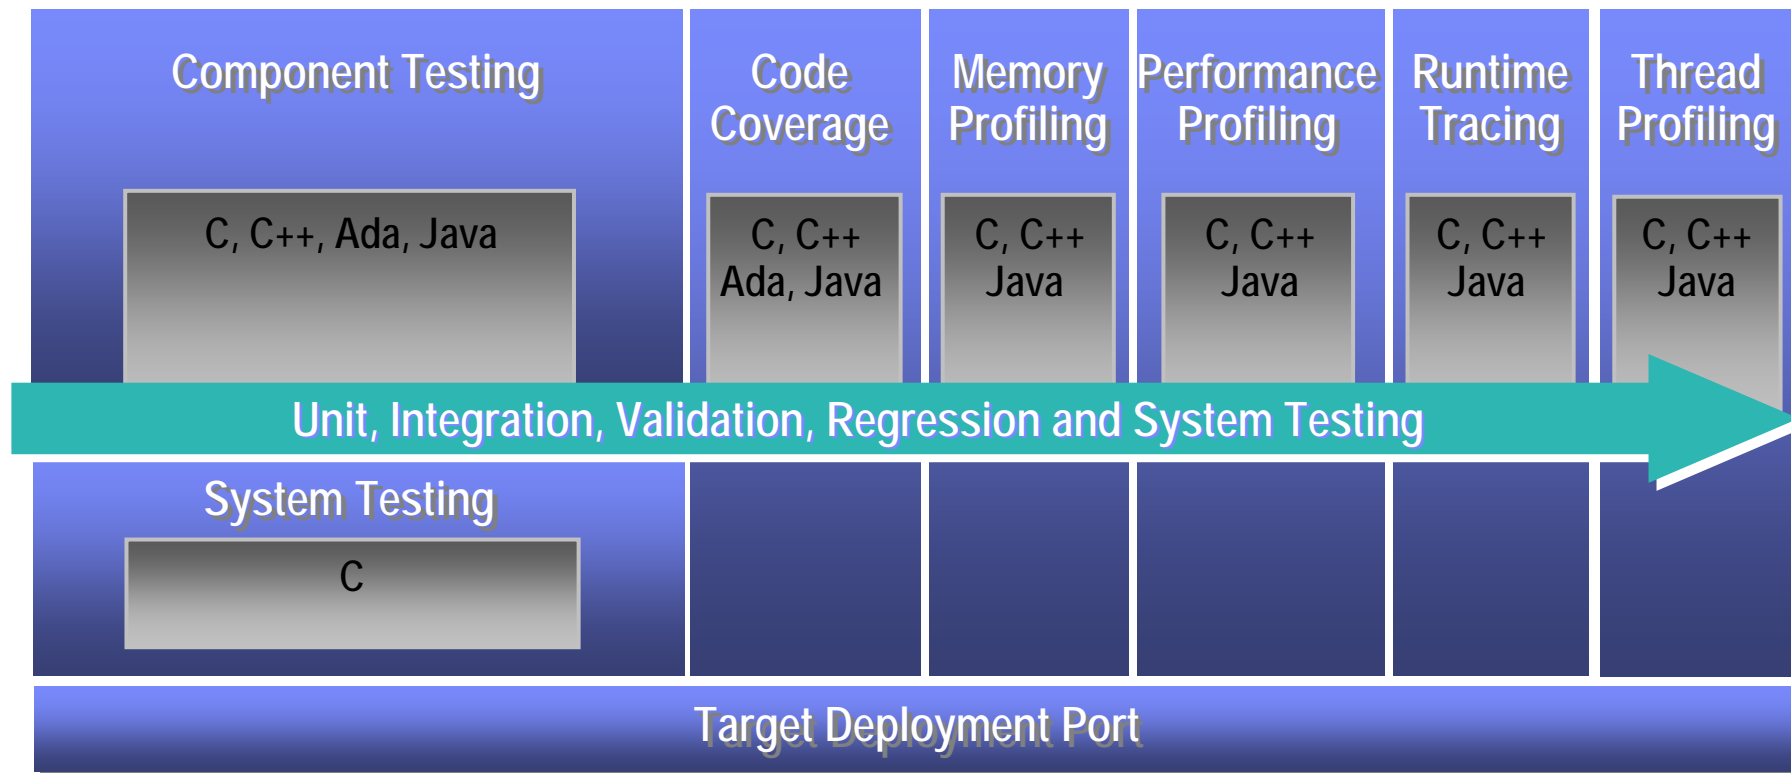 Component Testing
C, C++, Ada, Java
Code
Coverage
C, C++
Ada, Java
Memory
Profiling
C, C++
Java
Performance
Profiling
C, C++
Java
Runtime
Tracing
C, C++
Java
Thread
Profiling
C, C++
Java
Unit, Integration, Validation, Regression and System Testing
System Testing
C
Target Deployment Port